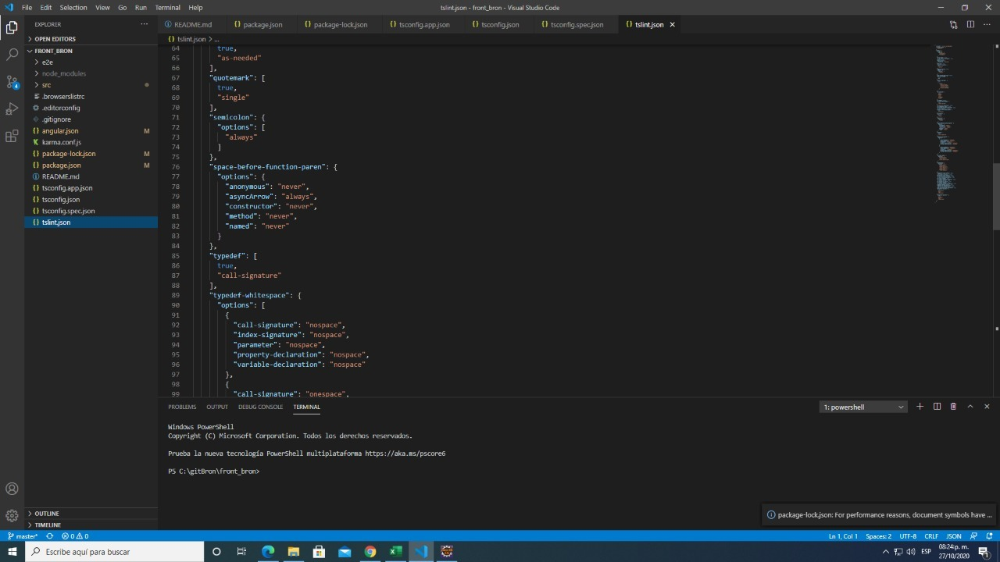 File Edit Selection View Go Run Terminal Help
tslint.json - front_bron - Visual Studio Code
EXPLORER
OPEN EDITORS
FRONT_BRON
e2e
node_modules
src
.browserslistrc
.editorconfig
.gitignore
angular.json M
karma.conf.js
package-lock.json M
package.json M
README.md
tsconfig.app.json
tsconfig.json
tsconfig.spec.json
tslint.json
OUTLINE
TIMELINE
4
README.md package.json package-lock.json tsconfig.app.json tsconfig.json tsconfig.spec.json tslint.json
tslint.json > ...
64 true,
65 "as-needed"
66 ],
67 "quotemark": [
68 true,
69 "single"
70 ],
71 "semicolon": {
72 "options": [
73 "always"
74 ]
75 },
76 "space-before-function-paren": {
77 "options": {
78 "anonymous": "never",
79 "asyncArrow": "always",
80 "constructor": "never",
81 "method": "never",
82 "named": "never"
83 }
84 },
85 "typedef": [
86 true,
87 "call-signature"
88 ],
89 "typedef-whitespace": {
90 "options": [
91 {
92 "call-signature": "nospace",
93 "index-signature": "nospace",
94 "parameter": "nospace",
95 "property-declaration": "nospace",
96 "variable-declaration": "nospace"
97 },
98 {
99 "call-signature": "onespace",
PROBLEMS OUTPUT DEBUG CONSOLE TERMINAL
1: powershell
Windows PowerShell
Copyright (C) Microsoft Corporation. Todos los derechos reservados.
Prueba la nueva tecnología PowerShell multiplataforma https://aka.ms/pscore6
PS C:\gitBron\front_bron>
package-lock.json: For performance reasons, document symbols have ...
master* 0 0
Ln 1, Col 1 Spaces: 2 UTF-8 CRLF JSON
Escribe aquí para buscar
ESP
08:24 p. m.
27/10/2020